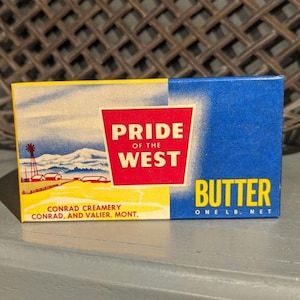 PRIDE
OF THE
WEST
CONRAD CREAMERY
CONRAD, AND VALIER, MONT.
BUTTER
ONE LB. NET